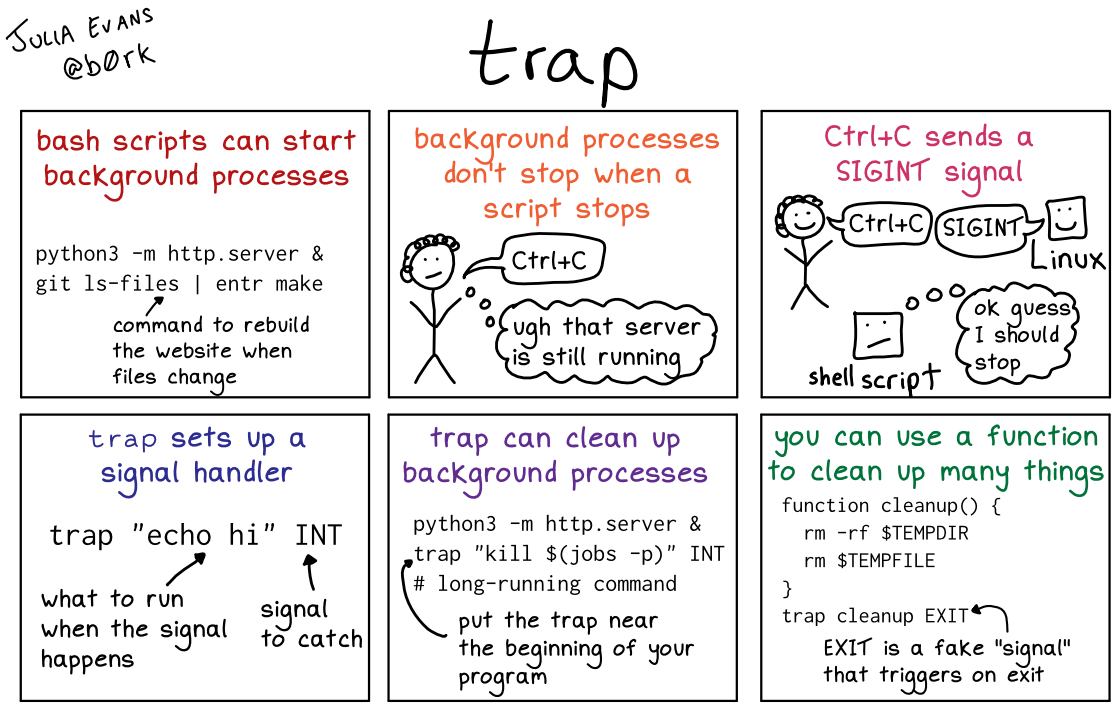 JULIA EVANS
@b0rk
trap
bash scripts can start
background processes
python3 -m http.server &
git ls-files | entr make
command to rebuild
the website when
files change
background processes
don't stop when a
script stops
Ctrl+C
ugh that server
is still running
Ctrl+C sends a
SIGINT signal
Ctrl+C
SIGINT
Linux
ok guess
I should
stop
shell script
trap sets up a
signal handler
trap "echo hi" INT
what to run
when the signal
happens
signal
to catch
trap can clean up
background processes
python3 -m http.server &
trap "kill $(jobs -p)" INT
# long-running command
put the trap near
the beginning of your
program
you can use a function
to clean up many things
function cleanup() {
rm -rf $TEMPDIR
rm $TEMPFILE
}
trap cleanup EXIT
EXIT is a fake "signal"
that triggers on exit